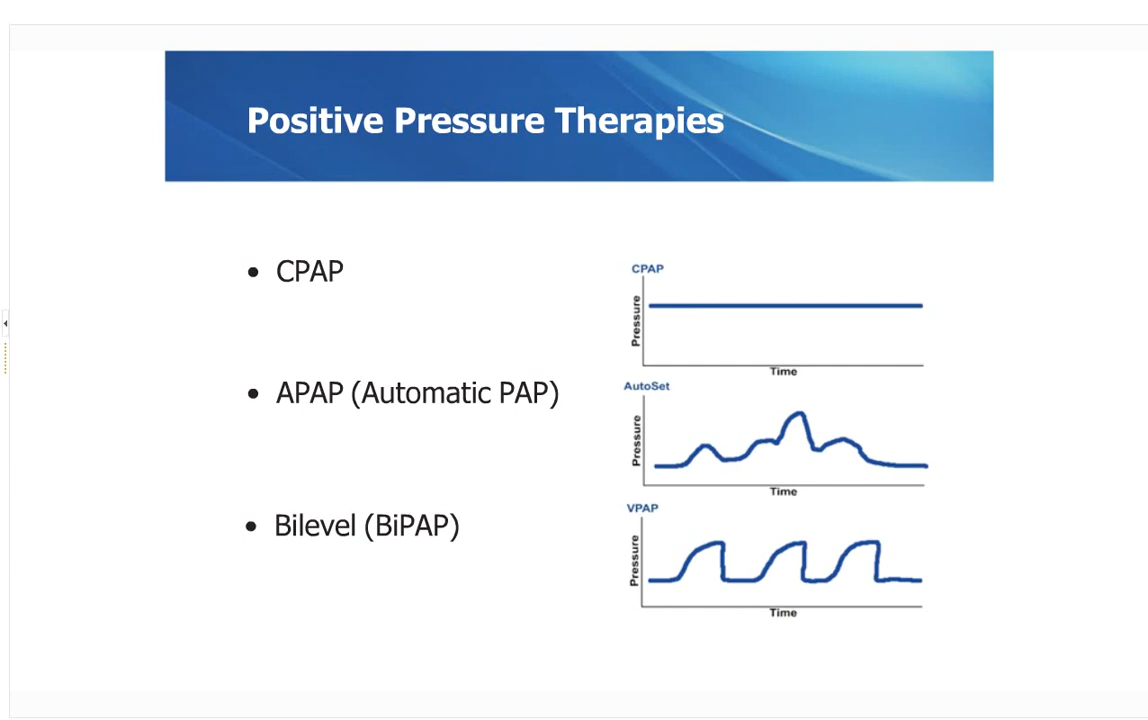 Positive Pressure Therapies
• CPAP
CPAP
Pressure
Time
• APAP (Automatic PAP)
AutoSet
Pressure
Time
• Bilevel (BiPAP)
VPAP
Pressure
Time